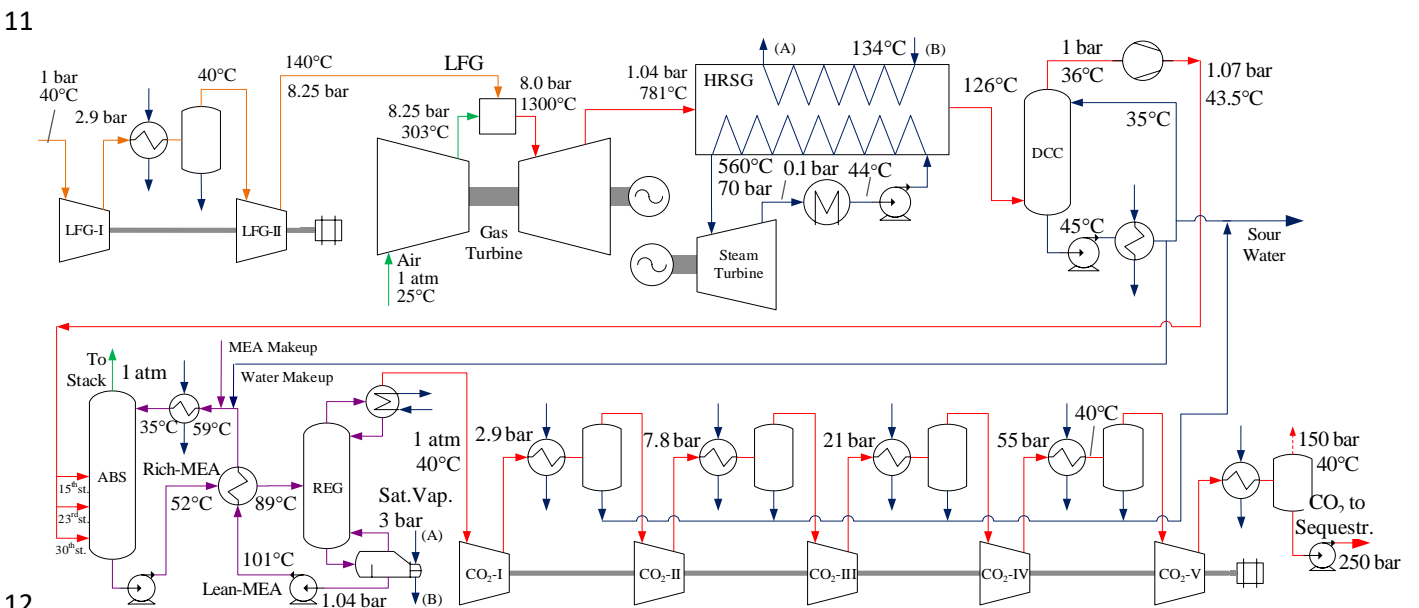 11
1 bar
40°C
2.9 bar
40°C
140°C
8.25 bar
LFG
8.25 bar
303°C
8.0 bar
1300°C
1.04 bar
781°C
HRSG
(A)
134°C
(B)
126°C
1 bar
36°C
1.07 bar
43.5°C
35°C
DCC
560°C
70 bar
0.1 bar
44°C
45°C
Sour
Water
LFG-I
LFG-II
Gas
Turbine
Air
1 atm
25°C
Steam
Turbine
To
Stack
1 atm
MEA Makeup
Water Makeup
35°C
59°C
Rich-MEA
52°C
89°C
ABS
15th st.
23rd st.
30th st.
REG
1 atm
40°C
Sat.Vap.
3 bar
(A)
(B)
101°C
Lean-MEA
1.04 bar
2.9 bar
7.8 bar
21 bar
55 bar
40°C
150 bar
40°C
CO₂ to
Sequestr.
250 bar
CO₂-I
CO₂-II
CO₂-III
CO₂-IV
CO₂-V
12